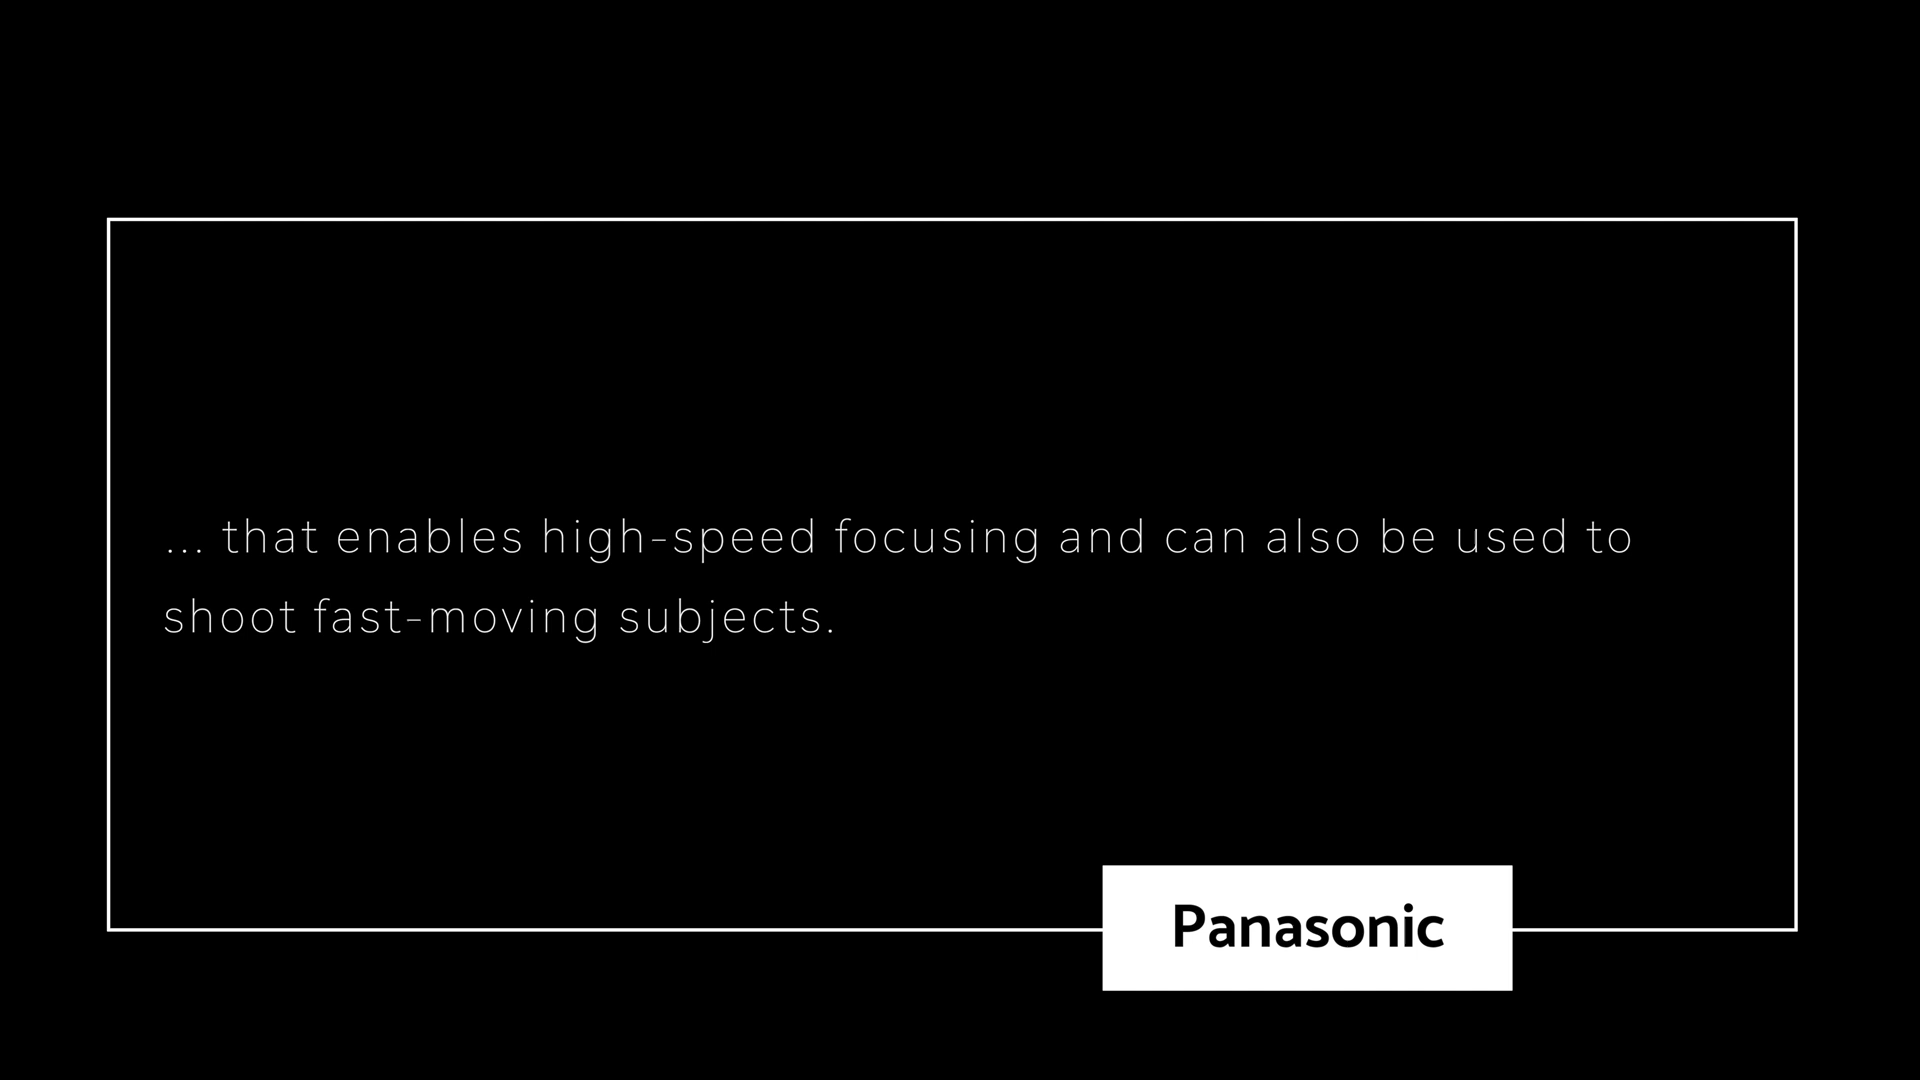 ... that enables high-speed focusing and can also be used to
shoot fast-moving subjects.
Panasonic